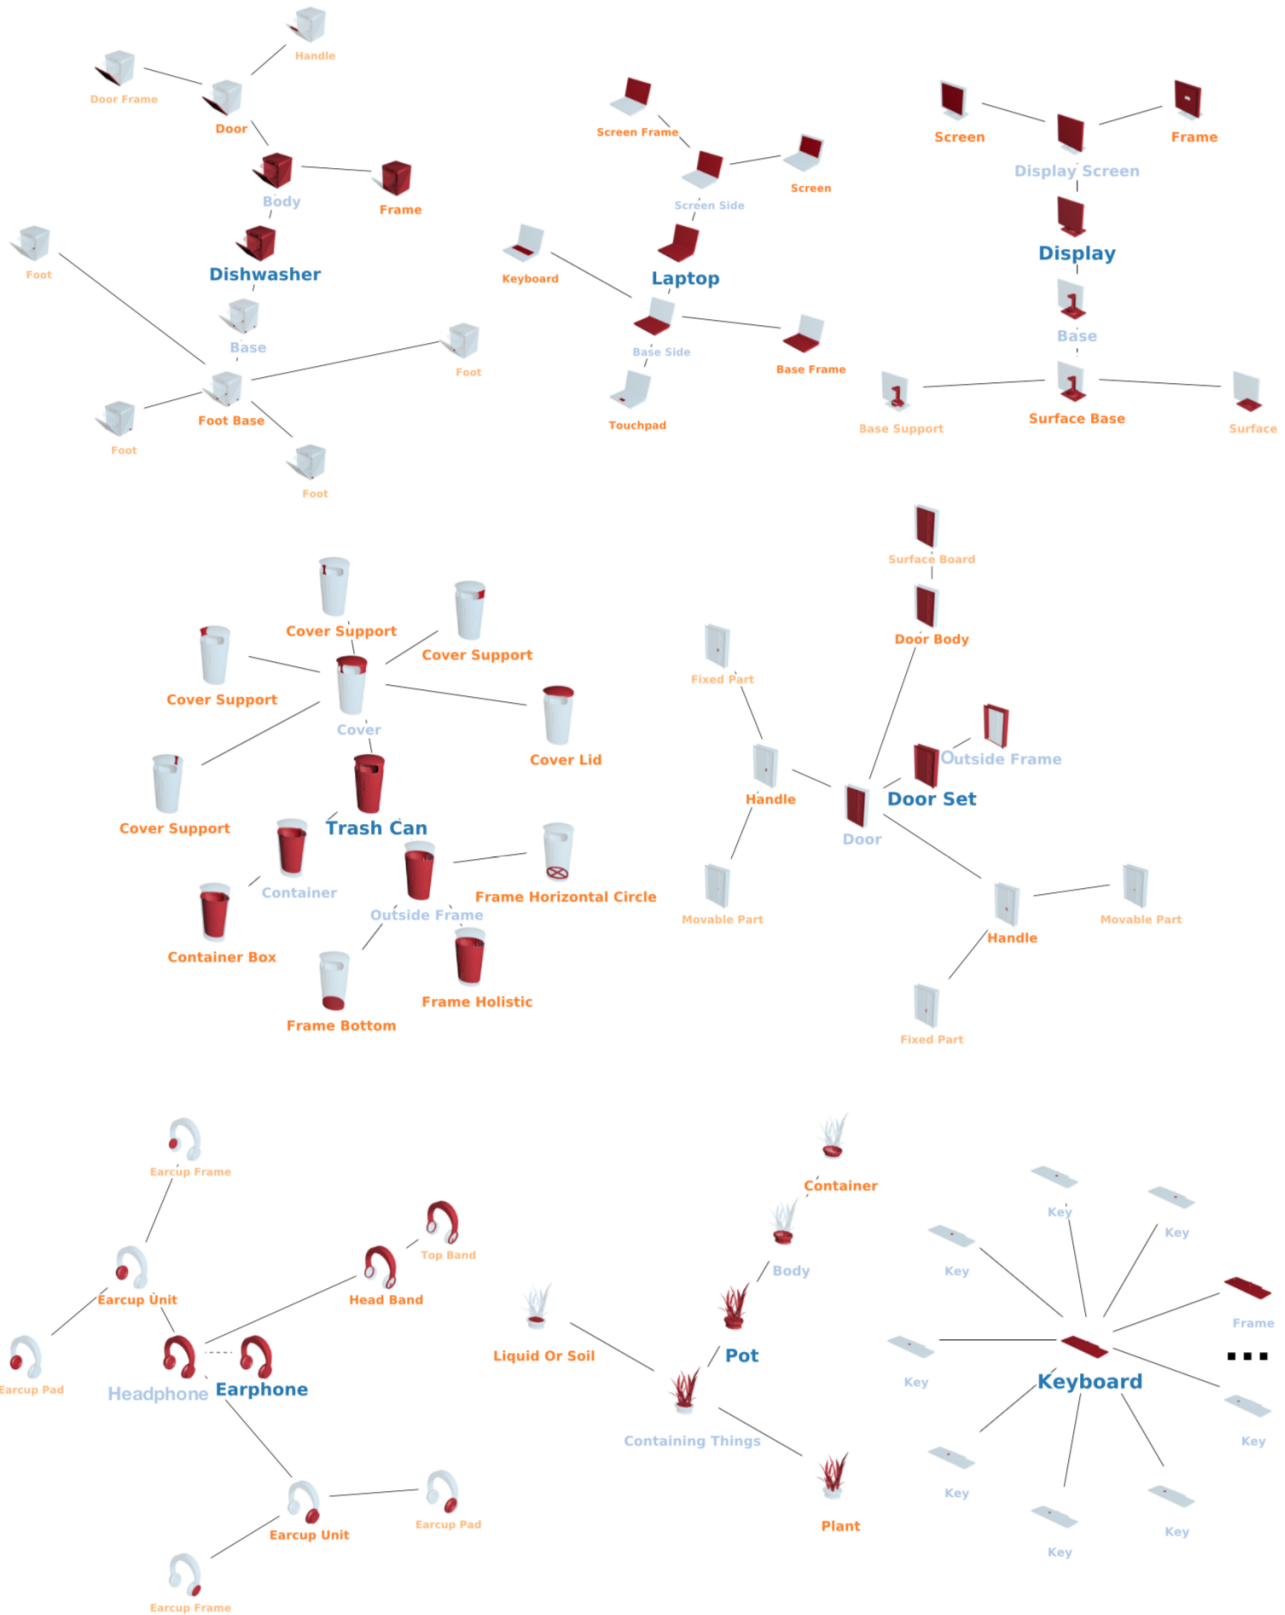 Handle
Door Frame
Door
Body
Frame
Foot
Dishwasher
Base
Foot
Foot Base
Foot
Foot
Screen Frame
Screen
Screen Side
Keyboard
Laptop
Base Side
Base Frame
Touchpad
Screen
Frame
Display Screen
Display
Base
Base Support
Surface Base
Surface
Cover Support
Cover Support
Cover Support
Cover
Cover Lid
Cover Support
Trash Can
Container
Frame Horizontal Circle
Outside Frame
Container Box
Frame Holistic
Frame Bottom
Surface Board
Door Body
Fixed Part
Outside Frame
Handle
Door Set
Door
Movable Part
Movable Part
Handle
Fixed Part
Earcup Frame
Top Band
Earcup Unit
Head Band
Earcup Pad
Headphone
Earphone
Earcup Pad
Earcup Unit
Earcup Frame
Container
Body
Liquid Or Soil
Pot
Containing Things
Plant
Key
Key
Key
Frame
...
Key
Keyboard
Key
Key
Key
Key